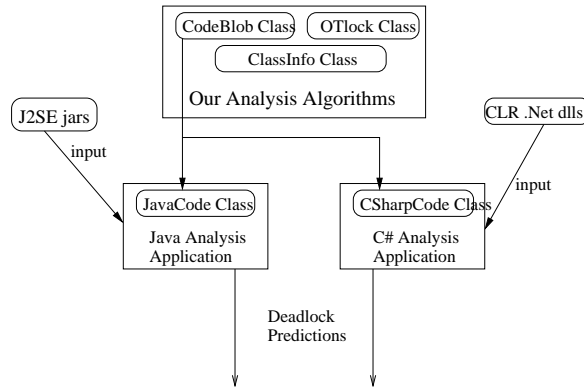 CodeBlob Class
OTlock Class
ClassInfo Class
Our Analysis Algorithms
J2SE jars
CLR .Net dlls
input
input
JavaCode Class
CSharpCode Class
Java Analysis
Application
C# Analysis
Application
Deadlock
Predictions